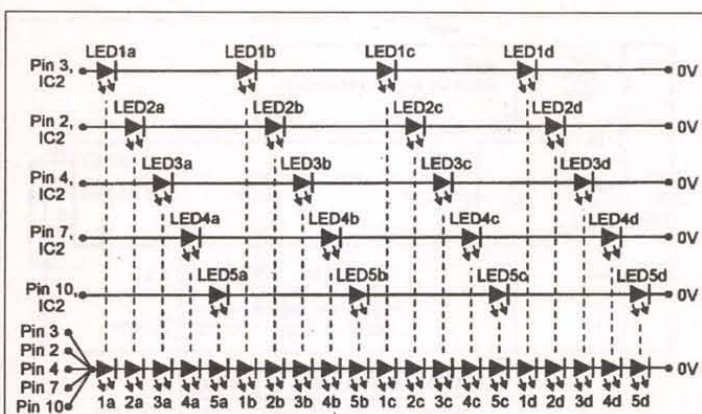 LED1a LED1b LED1c LED1d
Pin 3, IC2 0V
LED2a LED2b LED2c LED2d
Pin 2, IC2 0V
LED3a LED3b LED3c LED3d
Pin 4, IC2 0V
LED4a LED4b LED4c LED4d
Pin 7, IC2 0V
LED5a LED5b LED5c LED5d
Pin 10, IC2 0V
Pin 3
Pin 2
Pin 4 0V
Pin 7
Pin 10
1a 2a 3a 4a 5a 1b 2b 3b 4b 5b 1c 2c 3c 4c 5c 1d 2d 3d 4d 5d